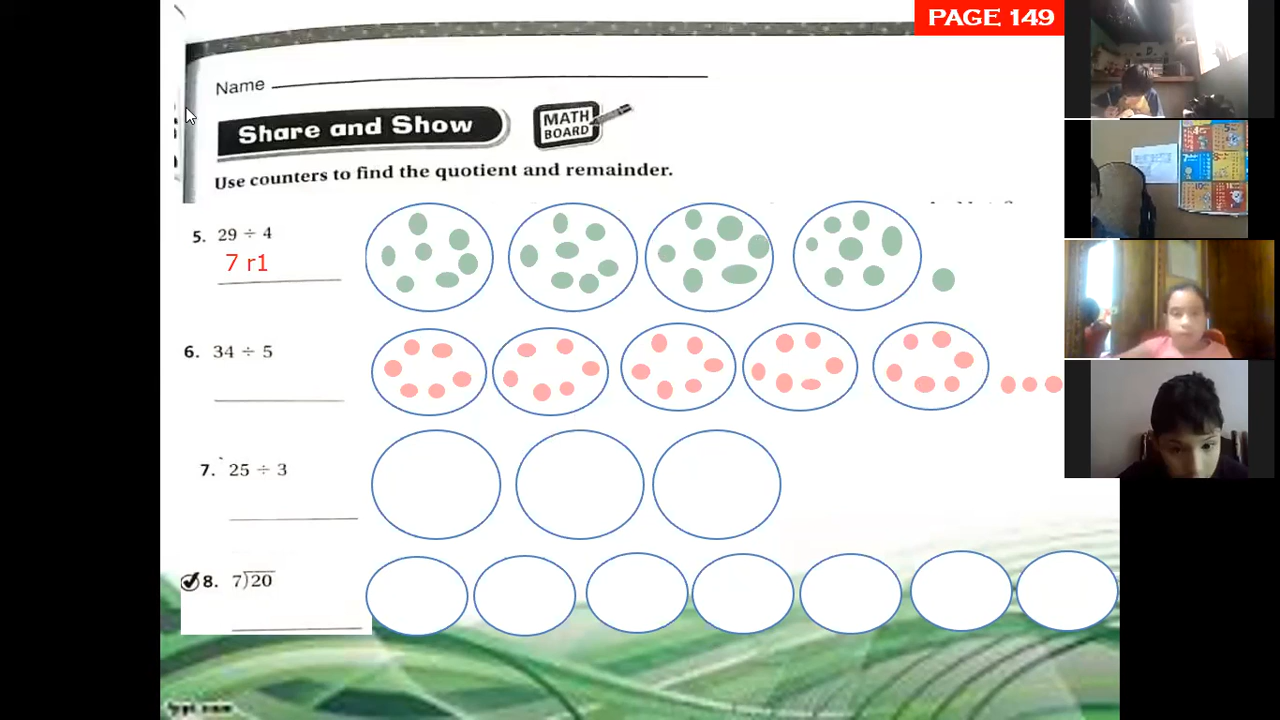 PAGE 149
Name
Share and Show
MATH
BOARD
Use counters to find the quotient and remainder.
5. 29 ÷ 4
7 r1
6. 34 ÷ 5
7. 25 ÷ 3
8. 7)20